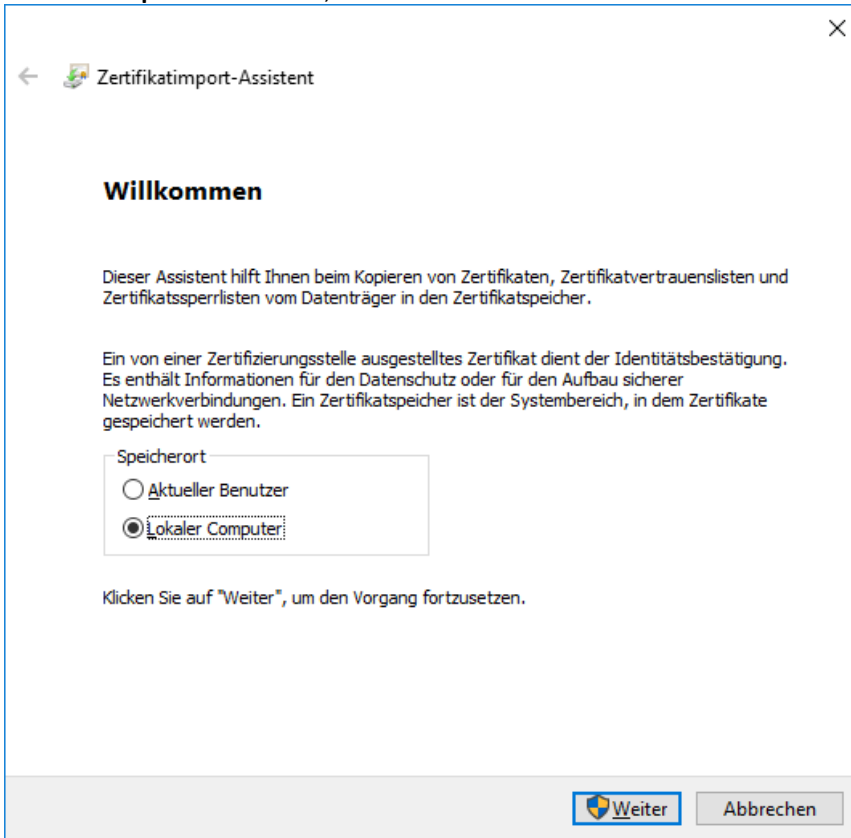 Zertifikatimport-Assistent
Willkommen
Dieser Assistent hilft Ihnen beim Kopieren von Zertifikaten, Zertifikatvertrauenslisten und
Zertifikatssperrlisten vom Datenträger in den Zertifikatspeicher.
Ein von einer Zertifizierungsstelle ausgestelltes Zertifikat dient der Identitätsbestätigung.
Es enthält Informationen für den Datenschutz oder für den Aufbau sicherer
Netzwerkverbindungen. Ein Zertifikatspeicher ist der Systembereich, in dem Zertifikate
gespeichert werden.
Speicherort
Aktueller Benutzer
Lokaler Computer
Klicken Sie auf "Weiter", um den Vorgang fortzusetzen.
Weiter Abbrechen